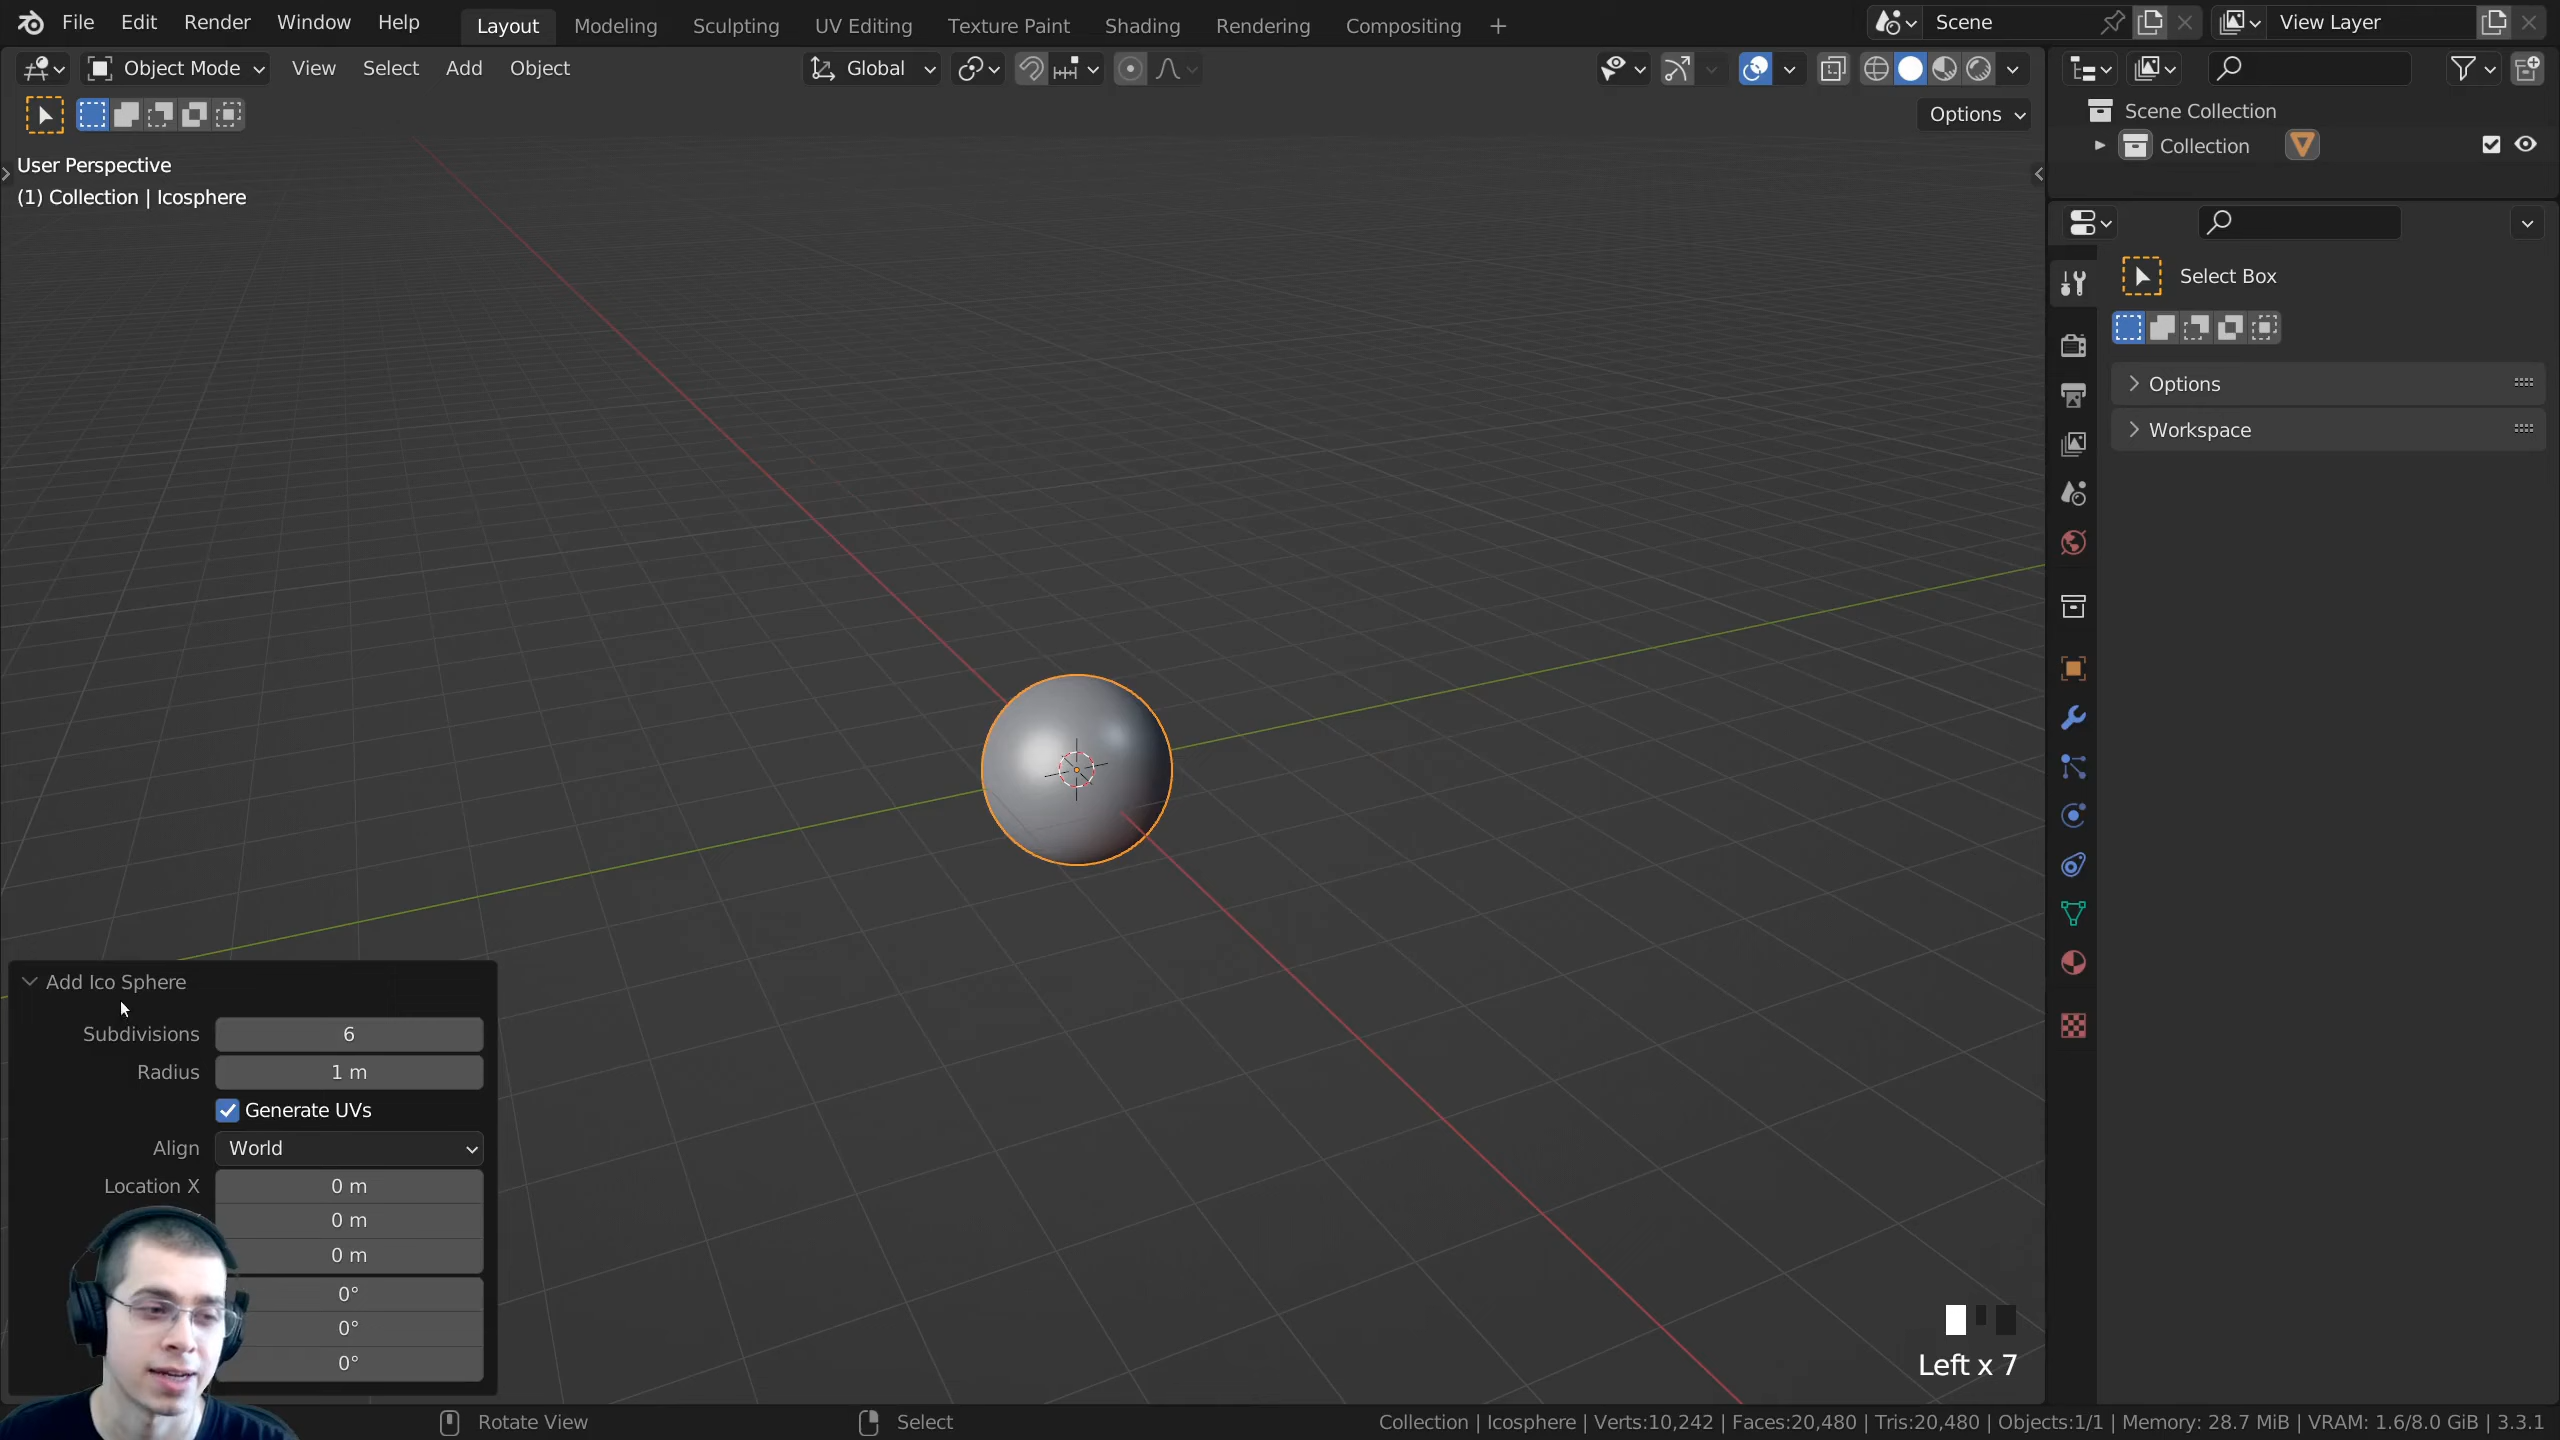 File Edit Render Window Help Layout Modeling Sculpting UV Editing Texture Paint Shading Rendering Compositing + Scene View Layer
Object Mode View Select Add Object Global
Options
User Perspective
(1) Collection | Icosphere
Scene Collection
Collection
Select Box
Options
Workspace
Add Ico Sphere
Subdivisions 6
Radius 1 m
Generate UVs
Align World
Location X 0 m
0 m
0 m
0°
0°
0°
Left x 7
Rotate View Select Collection | Icosphere | Verts:10,242 | Faces:20,480 | Tris:20,480 | Objects:1/1 | Memory: 28.7 MiB | VRAM: 1.6/8.0 GiB | 3.3.1